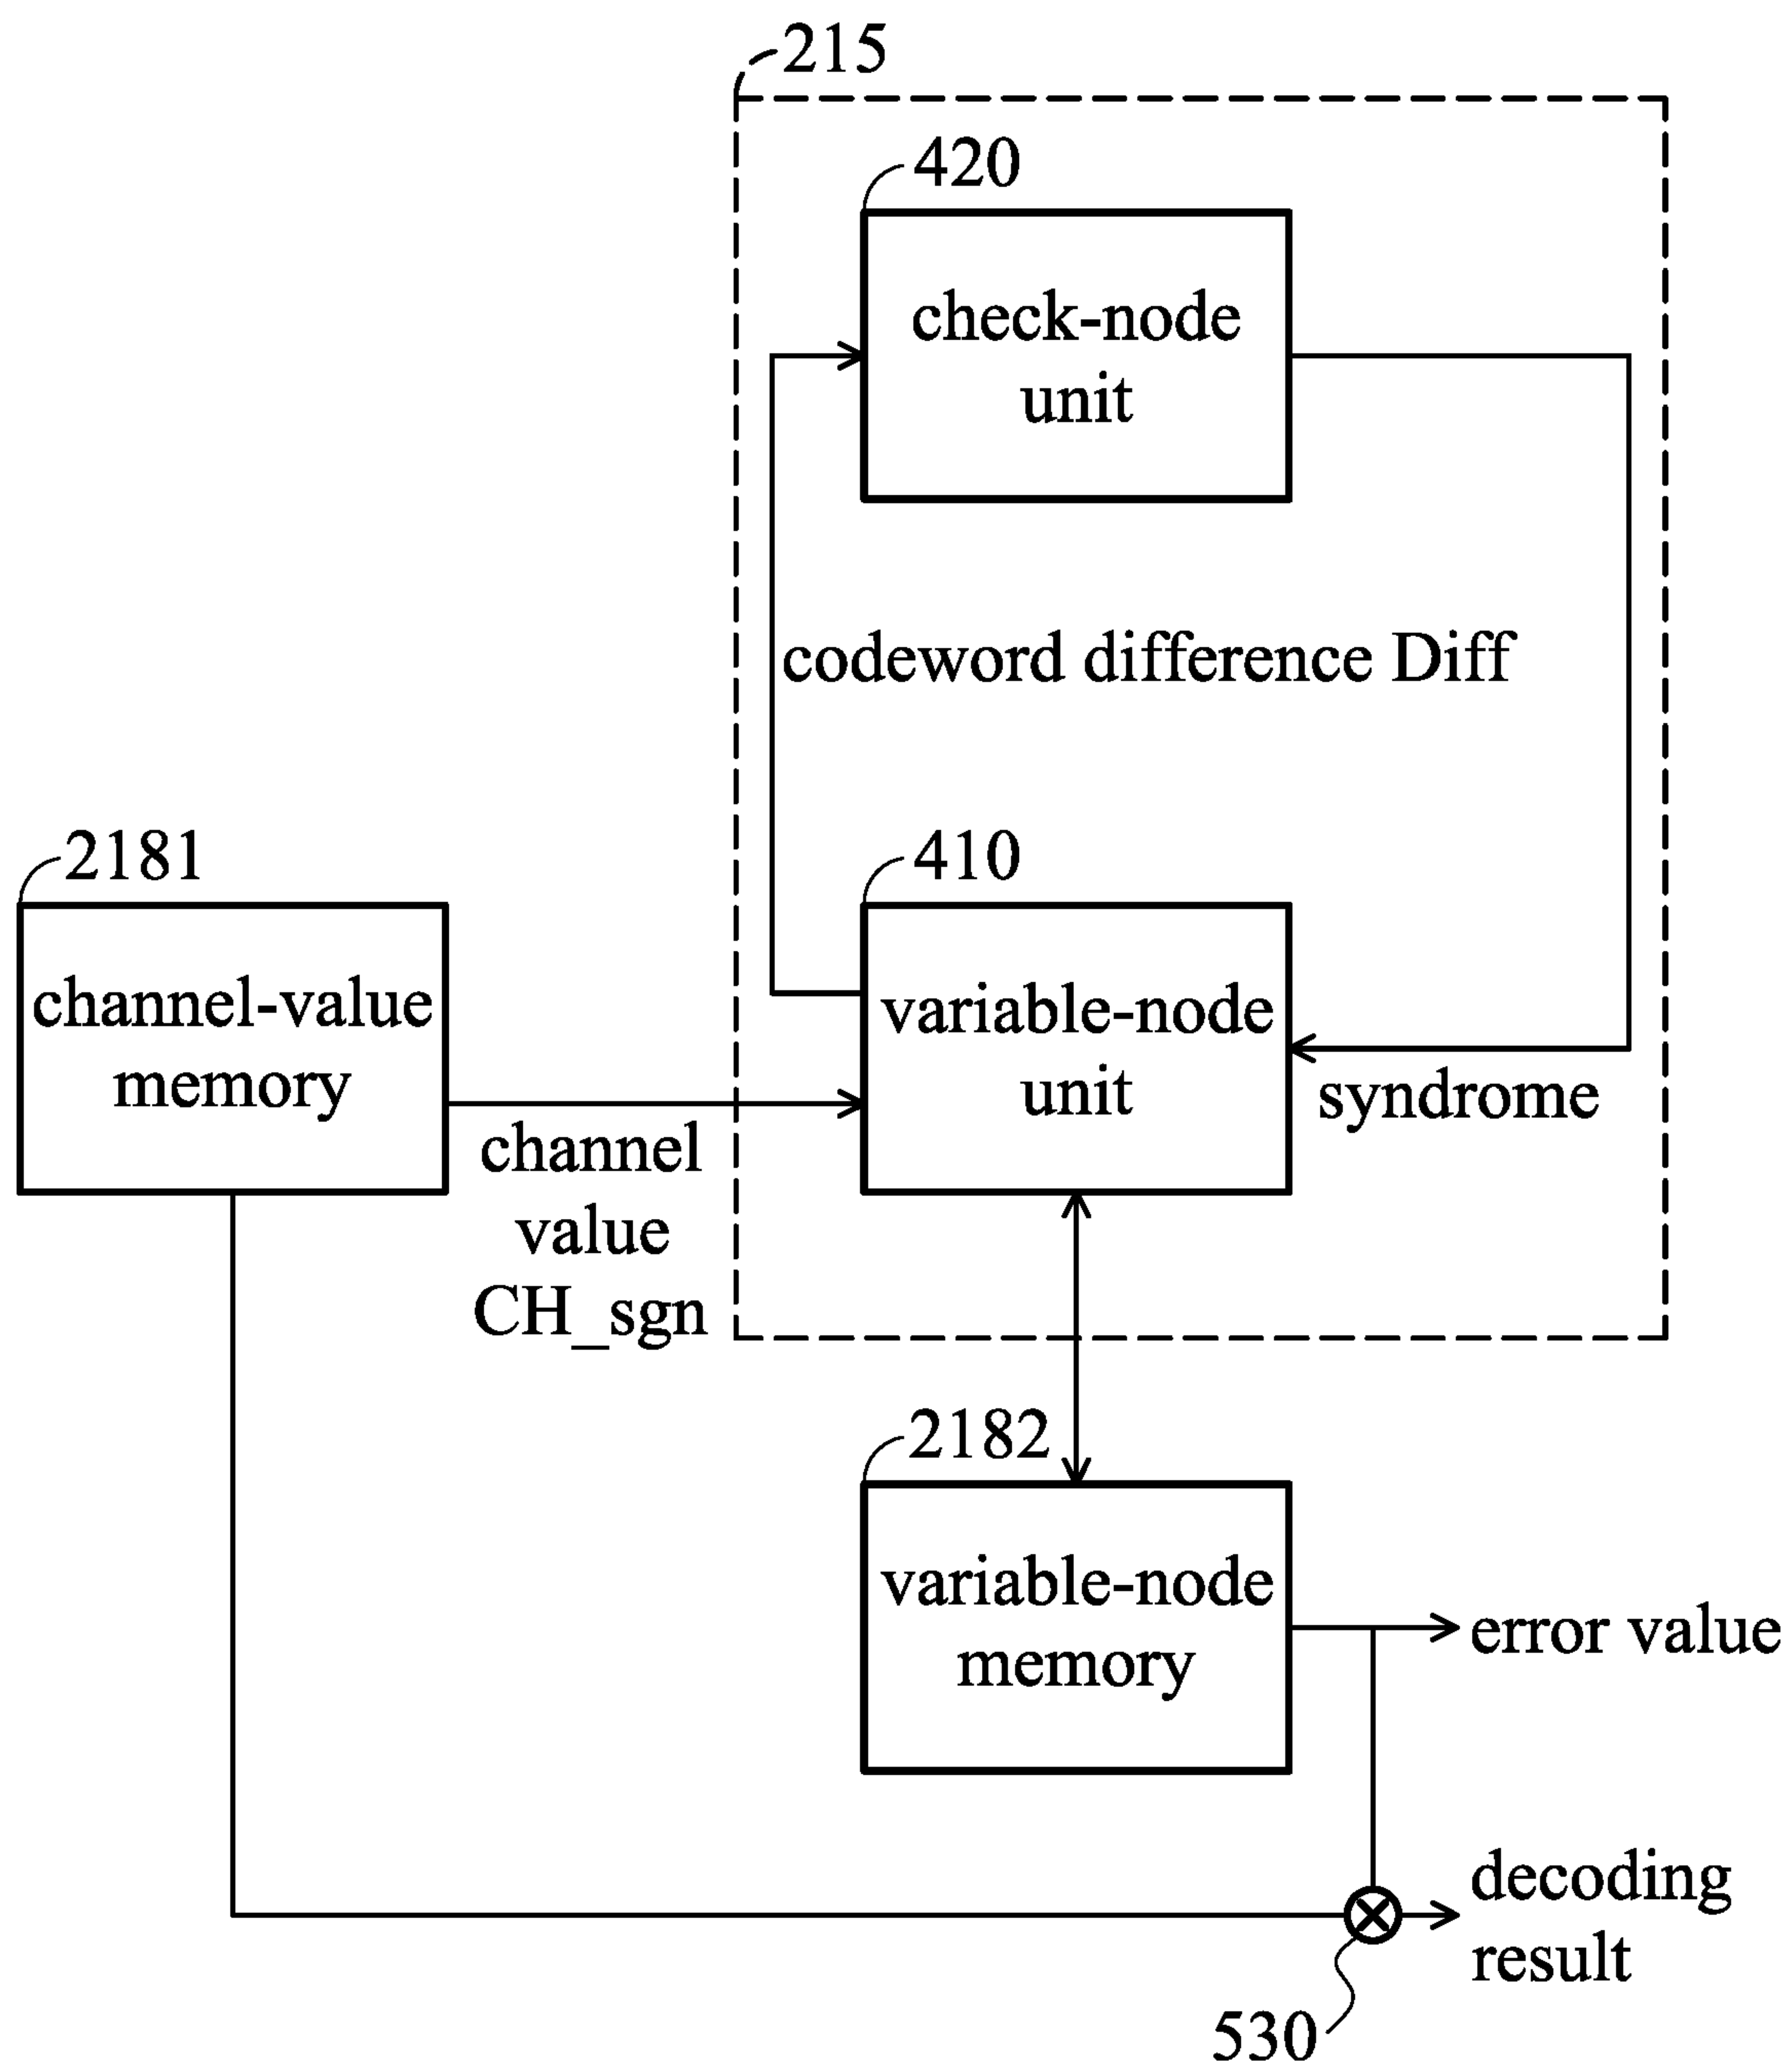 215
420
check-node
unit
codeword difference Diff
2181
410
channel-value
memory
variable-node
unit
channel
value
CH_sgn
syndrome
2182
variable-node
memory
error value
decoding
result
530